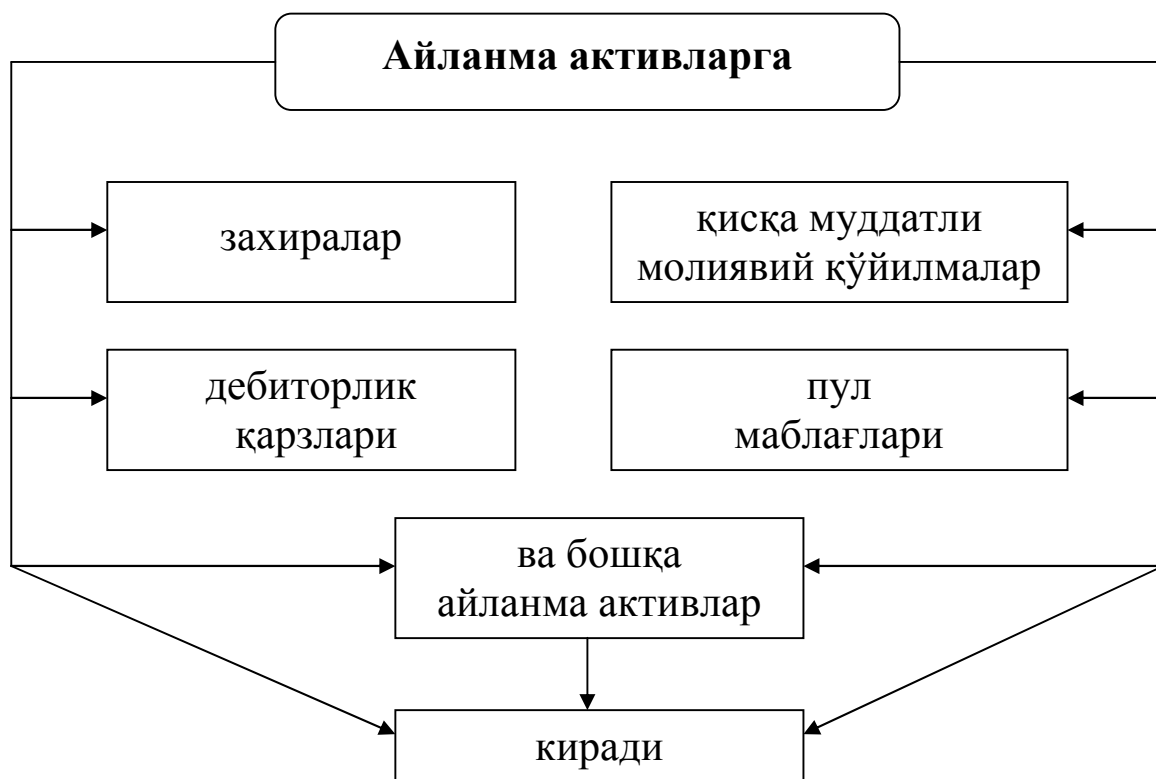 Айланма активларга
захиралар
қисқа муддатли
молиявий қўйилмалар
дебиторлик
қарзлари
пул
маблағлари
ва бошқа
айланма активлар
киради